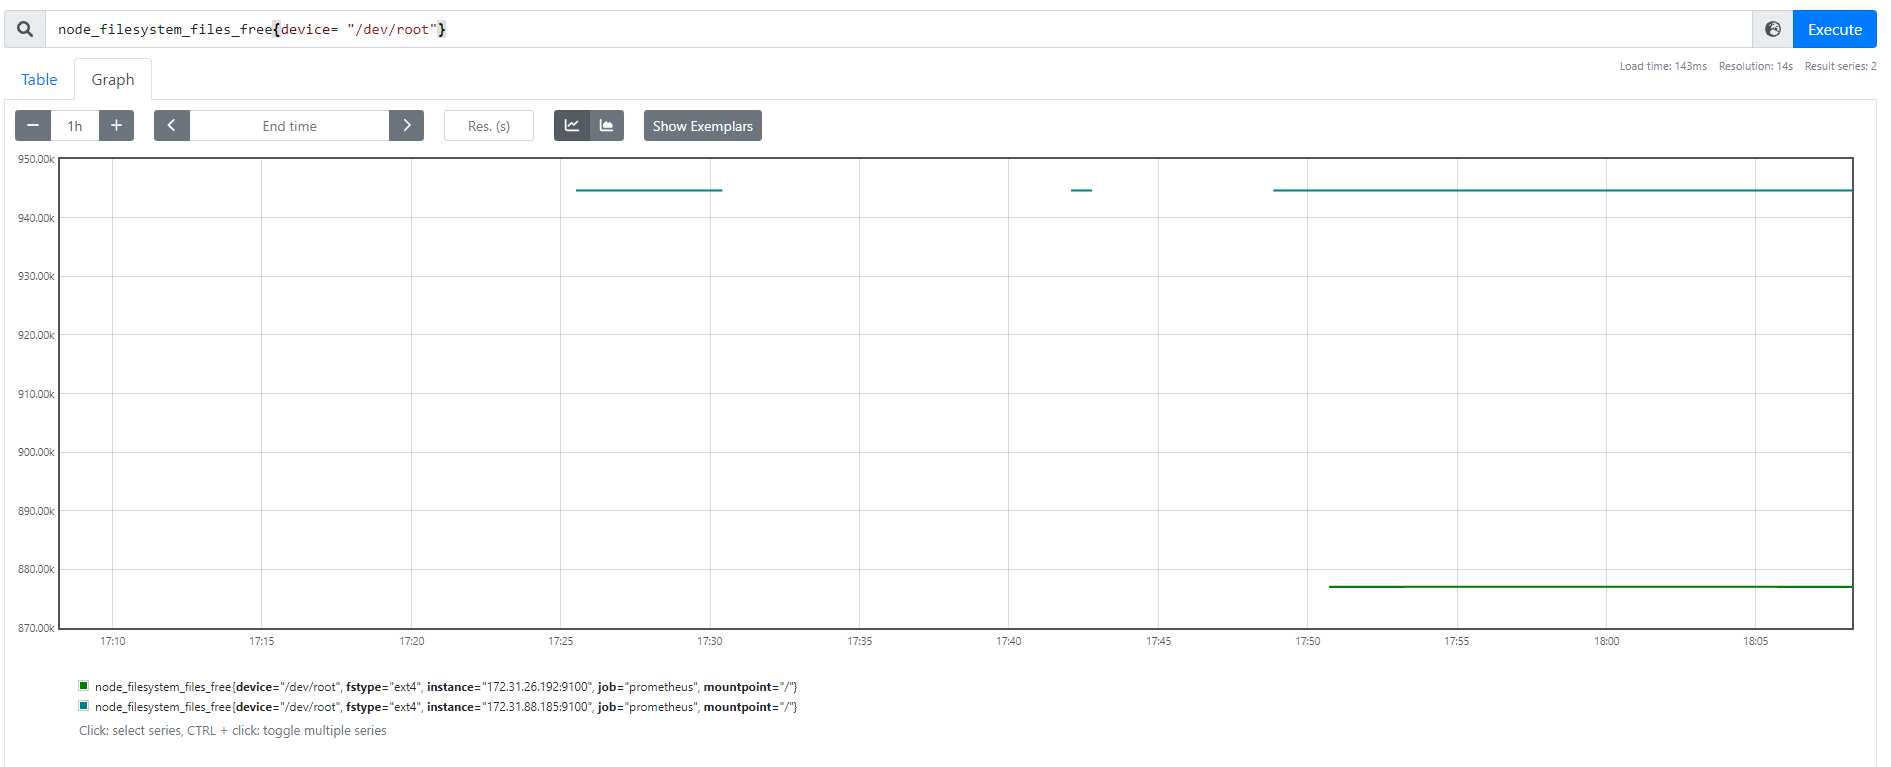 node_filesystem_files_free{device= "/dev/root"}
Execute
Load time: 143ms Resolution: 14s Result series: 2
Table Graph
1h End time Res. (s) Show Exemplars
950.00k
940.00k
930.00k
920.00k
910.00k
900.00k
890.00k
880.00k
870.00k
17:10 17:15 17:20 17:25 17:30 17:35 17:40 17:45 17:50 17:55 18:00 18:05
node_filesystem_files_free{device="/dev/root", fstype="ext4", instance="172.31.26.192:9100", job="prometheus", mountpoint="/"}
node_filesystem_files_free{device="/dev/root", fstype="ext4", instance="172.31.88.185:9100", job="prometheus", mountpoint="/"}
Click: select series, CTRL + click: toggle multiple series